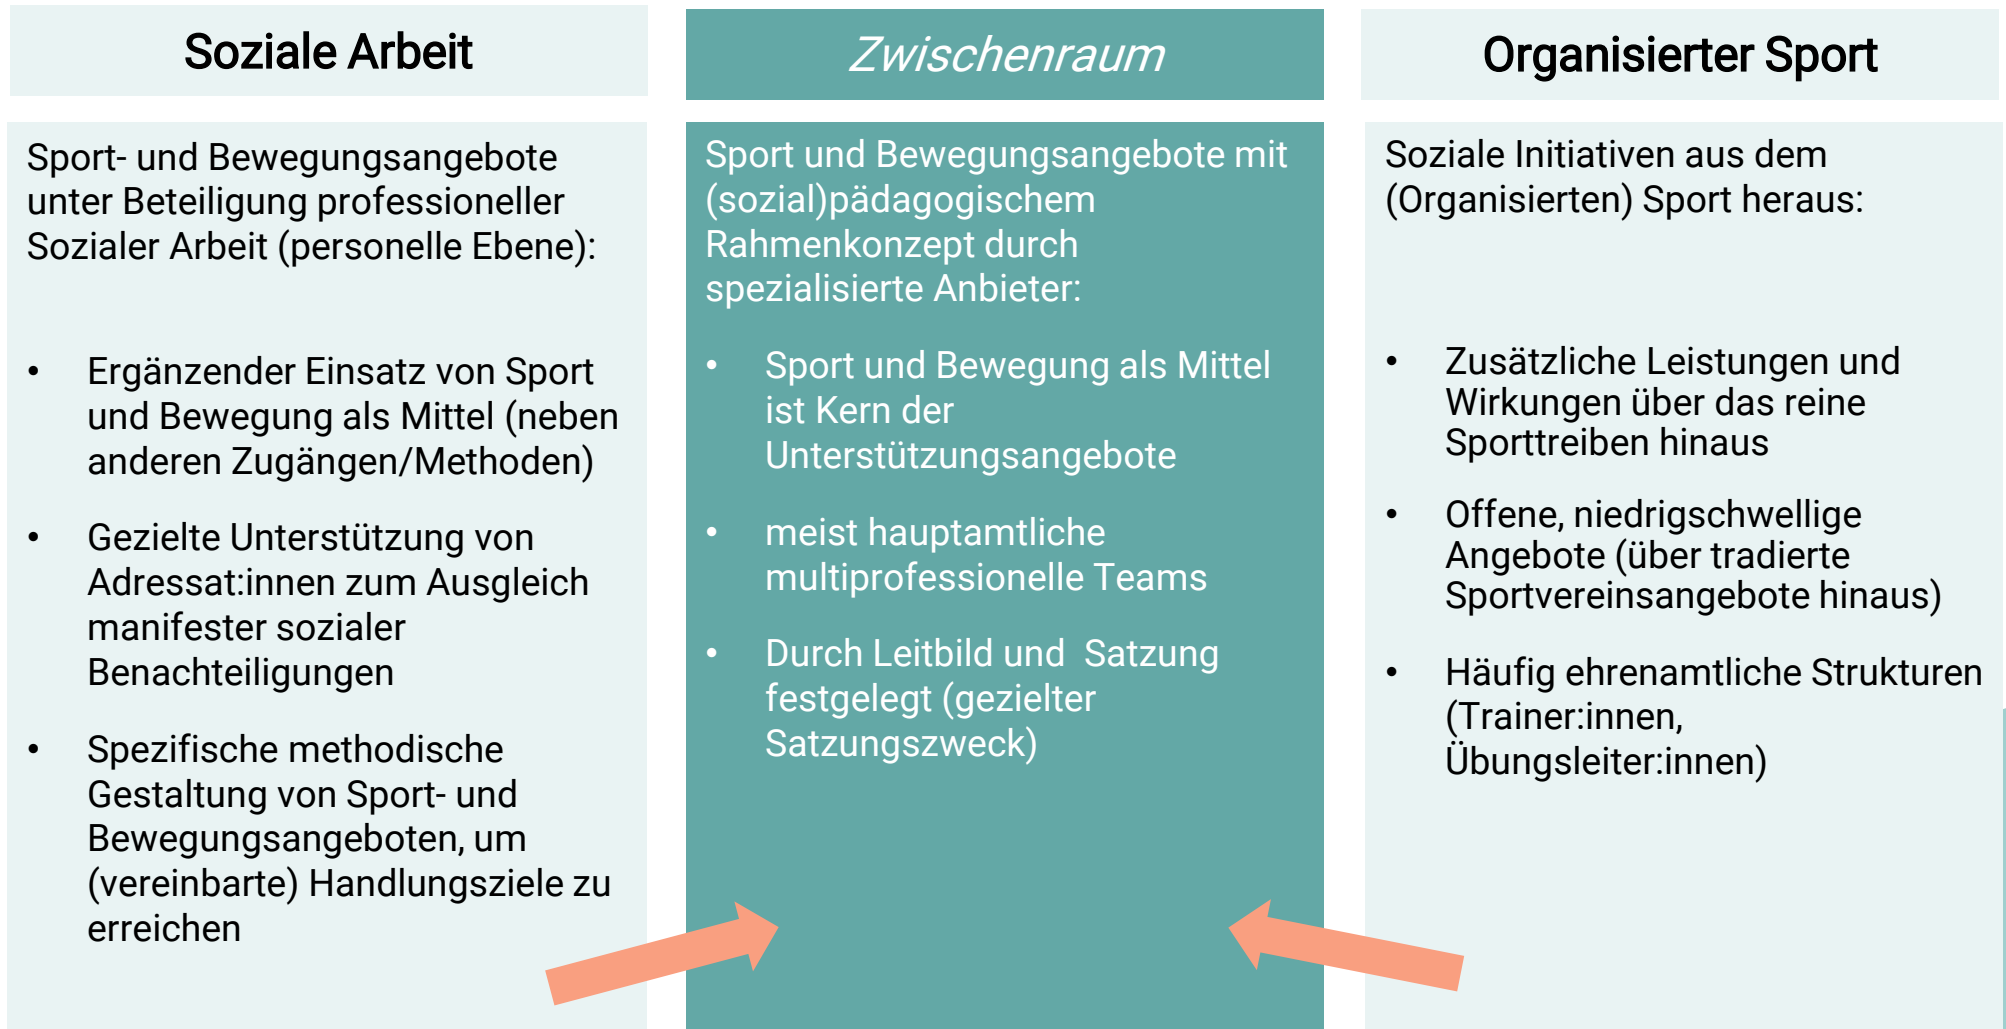 Soziale Arbeit
Sport- und Bewegungsangebote
unter Beteiligung professioneller
Sozialer Arbeit (personelle Ebene):
• Ergänzender Einsatz von Sport
und Bewegung als Mittel (neben
anderen Zugängen/Methoden)
• Gezielte Unterstützung von
Adressat:innen zum Ausgleich
manifester sozialer
Benachteiligungen
• Spezifische methodische
Gestaltung von Sport- und
Bewegungsangeboten, um
(vereinbarte) Handlungsziele zu
erreichen
Zwischenraum
Sport und Bewegungsangebote mit
(sozial)pädagogischem
Rahmenkonzept durch
spezialisierte Anbieter:
• Sport und Bewegung als Mittel
ist Kern der
Unterstützungsangebote
• meist hauptamtliche
multiprofessionelle Teams
• Durch Leitbild und  Satzung
festgelegt (gezielter
Satzungszweck)
Organisierter Sport
Soziale Initiativen aus dem
(Organisierten) Sport heraus:
• Zusätzliche Leistungen und
Wirkungen über das reine
Sporttreiben hinaus
• Offene, niedrigschwellige
Angebote (über tradierte
Sportvereinsangebote hinaus)
• Häufig ehrenamtliche Strukturen
(Trainer:innen,
Übungsleiter:innen)